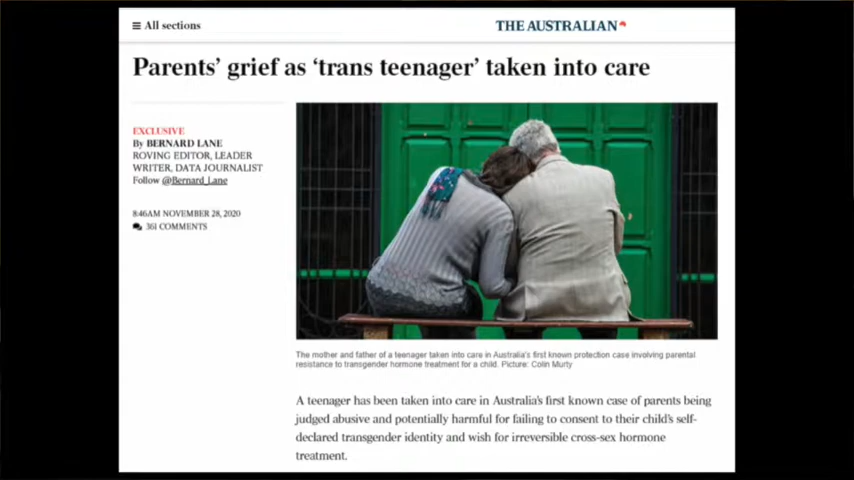 All sections
THE AUSTRALIAN
Parents' grief as 'trans teenager' taken into care
EXCLUSIVE
By BERNARD LANE
ROVING EDITOR, LEADER
WRITER, DATA JOURNALIST
Follow @Bernard_Lane
8:46AM NOVEMBER 28, 2020
361 COMMENTS
The mother and father of a teenager taken into care in Australia's first known protection case involving parental
resistance to transgender hormone treatment for a child. Picture: Colin Murty
A teenager has been taken into care in Australia's first known case of parents being
judged abusive and potentially harmful for failing to consent to their child's self-
declared transgender identity and wish for irreversible cross-sex hormone
treatment.